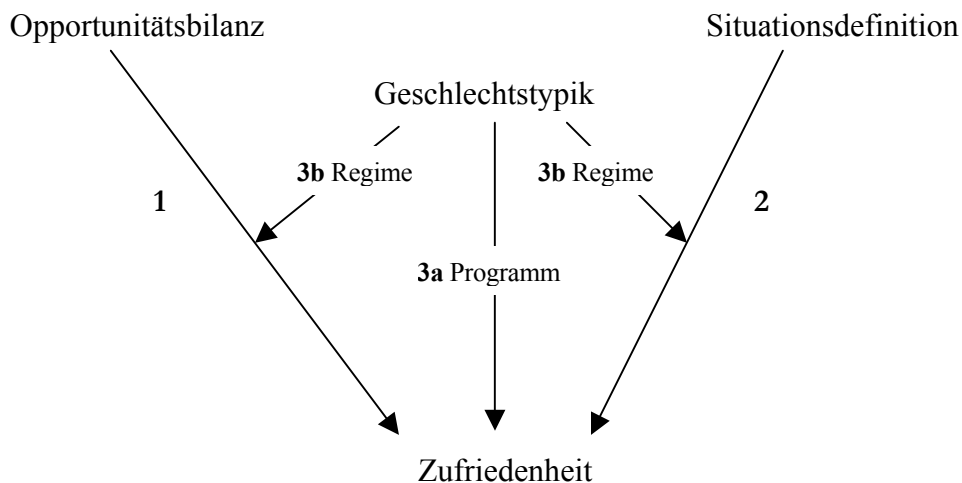 Opportunitätsbilanz
Situationsdefinition
Geschlechtstypik
3b Regime
3b Regime
1
2
3a Programm
Zufriedenheit